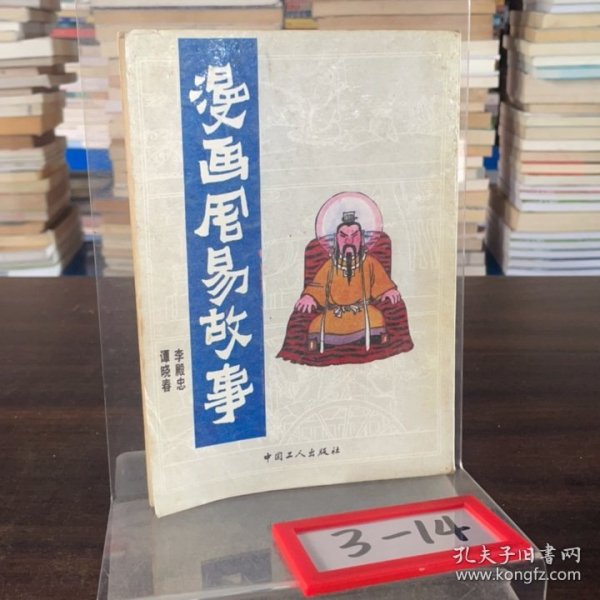 漫画周易故事
李殿忠
谭晓春
中国工人出版社
3-14
孔夫子旧书网
www.kongfz.com